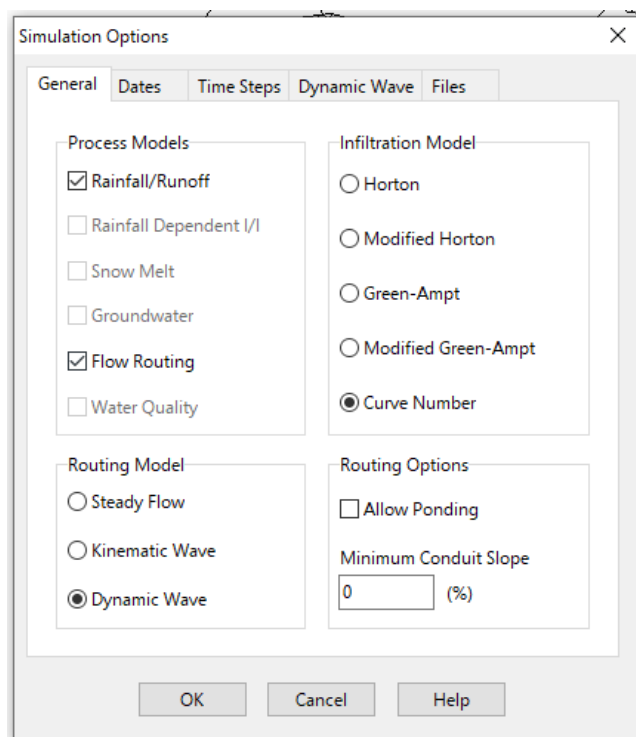 Simulation Options
General
Dates
Time Steps
Dynamic Wave
Files
Process Models
Rainfall/Runoff
Rainfall Dependent I/I
Snow Melt
Groundwater
Flow Routing
Water Quality
Infiltration Model
Horton
Modified Horton
Green-Ampt
Modified Green-Ampt
Curve Number
Routing Model
Steady Flow
Kinematic Wave
Dynamic Wave
Routing Options
Allow Ponding
Minimum Conduit Slope
0 (%)
OK
Cancel
Help